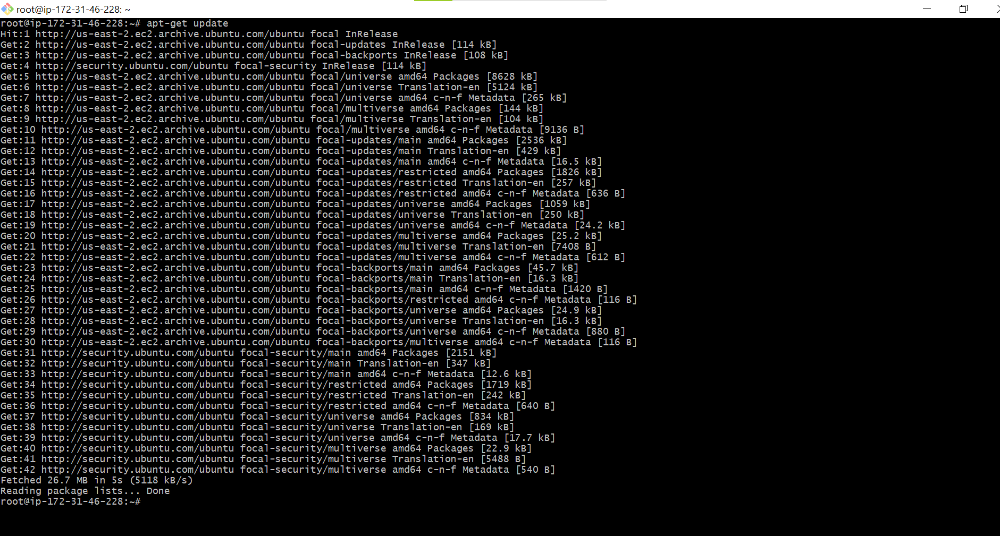 root@ip-172-31-46-228: ~
root@ip-172-31-46-228:~# apt-get update
Hit:1 http://us-east-2.ec2.archive.ubuntu.com/ubuntu focal InRelease
Get:2 http://us-east-2.ec2.archive.ubuntu.com/ubuntu focal-updates InRelease [114 kB]
Get:3 http://us-east-2.ec2.archive.ubuntu.com/ubuntu focal-backports InRelease [108 kB]
Get:4 http://security.ubuntu.com/ubuntu focal-security InRelease [114 kB]
Get:5 http://us-east-2.ec2.archive.ubuntu.com/ubuntu focal/universe amd64 Packages [8628 kB]
Get:6 http://us-east-2.ec2.archive.ubuntu.com/ubuntu focal/universe Translation-en [5124 kB]
Get:7 http://us-east-2.ec2.archive.ubuntu.com/ubuntu focal/universe amd64 c-n-f Metadata [265 kB]
Get:8 http://us-east-2.ec2.archive.ubuntu.com/ubuntu focal/multiverse amd64 Packages [144 kB]
Get:9 http://us-east-2.ec2.archive.ubuntu.com/ubuntu focal/multiverse Translation-en [104 kB]
Get:10 http://us-east-2.ec2.archive.ubuntu.com/ubuntu focal/multiverse amd64 c-n-f Metadata [9136 B]
Get:11 http://us-east-2.ec2.archive.ubuntu.com/ubuntu focal-updates/main amd64 Packages [2536 kB]
Get:12 http://us-east-2.ec2.archive.ubuntu.com/ubuntu focal-updates/main Translation-en [429 kB]
Get:13 http://us-east-2.ec2.archive.ubuntu.com/ubuntu focal-updates/main amd64 c-n-f Metadata [16.5 kB]
Get:14 http://us-east-2.ec2.archive.ubuntu.com/ubuntu focal-updates/restricted amd64 Packages [1826 kB]
Get:15 http://us-east-2.ec2.archive.ubuntu.com/ubuntu focal-updates/restricted Translation-en [257 kB]
Get:16 http://us-east-2.ec2.archive.ubuntu.com/ubuntu focal-updates/restricted amd64 c-n-f Metadata [636 B]
Get:17 http://us-east-2.ec2.archive.ubuntu.com/ubuntu focal-updates/universe amd64 Packages [1059 kB]
Get:18 http://us-east-2.ec2.archive.ubuntu.com/ubuntu focal-updates/universe Translation-en [250 kB]
Get:19 http://us-east-2.ec2.archive.ubuntu.com/ubuntu focal-updates/universe amd64 c-n-f Metadata [24.2 kB]
Get:20 http://us-east-2.ec2.archive.ubuntu.com/ubuntu focal-updates/multiverse amd64 Packages [25.2 kB]
Get:21 http://us-east-2.ec2.archive.ubuntu.com/ubuntu focal-updates/multiverse Translation-en [7408 B]
Get:22 http://us-east-2.ec2.archive.ubuntu.com/ubuntu focal-updates/multiverse amd64 c-n-f Metadata [612 B]
Get:23 http://us-east-2.ec2.archive.ubuntu.com/ubuntu focal-backports/main amd64 Packages [45.7 kB]
Get:24 http://us-east-2.ec2.archive.ubuntu.com/ubuntu focal-backports/main Translation-en [16.3 kB]
Get:25 http://us-east-2.ec2.archive.ubuntu.com/ubuntu focal-backports/main amd64 c-n-f Metadata [1420 B]
Get:26 http://us-east-2.ec2.archive.ubuntu.com/ubuntu focal-backports/restricted amd64 c-n-f Metadata [116 B]
Get:27 http://us-east-2.ec2.archive.ubuntu.com/ubuntu focal-backports/universe amd64 Packages [24.9 kB]
Get:28 http://us-east-2.ec2.archive.ubuntu.com/ubuntu focal-backports/universe Translation-en [16.3 kB]
Get:29 http://us-east-2.ec2.archive.ubuntu.com/ubuntu focal-backports/universe amd64 c-n-f Metadata [880 B]
Get:30 http://us-east-2.ec2.archive.ubuntu.com/ubuntu focal-backports/multiverse amd64 c-n-f Metadata [116 B]
Get:31 http://security.ubuntu.com/ubuntu focal-security/main amd64 Packages [2151 kB]
Get:32 http://security.ubuntu.com/ubuntu focal-security/main Translation-en [347 kB]
Get:33 http://security.ubuntu.com/ubuntu focal-security/main amd64 c-n-f Metadata [12.6 kB]
Get:34 http://security.ubuntu.com/ubuntu focal-security/restricted amd64 Packages [1719 kB]
Get:35 http://security.ubuntu.com/ubuntu focal-security/restricted Translation-en [242 kB]
Get:36 http://security.ubuntu.com/ubuntu focal-security/restricted amd64 c-n-f Metadata [640 B]
Get:37 http://security.ubuntu.com/ubuntu focal-security/universe amd64 Packages [834 kB]
Get:38 http://security.ubuntu.com/ubuntu focal-security/universe Translation-en [169 kB]
Get:39 http://security.ubuntu.com/ubuntu focal-security/universe amd64 c-n-f Metadata [17.7 kB]
Get:40 http://security.ubuntu.com/ubuntu focal-security/multiverse amd64 Packages [22.9 kB]
Get:41 http://security.ubuntu.com/ubuntu focal-security/multiverse Translation-en [5488 B]
Get:42 http://security.ubuntu.com/ubuntu focal-security/multiverse amd64 c-n-f Metadata [540 B]
Fetched 26.7 MB in 5s (5118 kB/s)
Reading package lists... Done
root@ip-172-31-46-228:~#